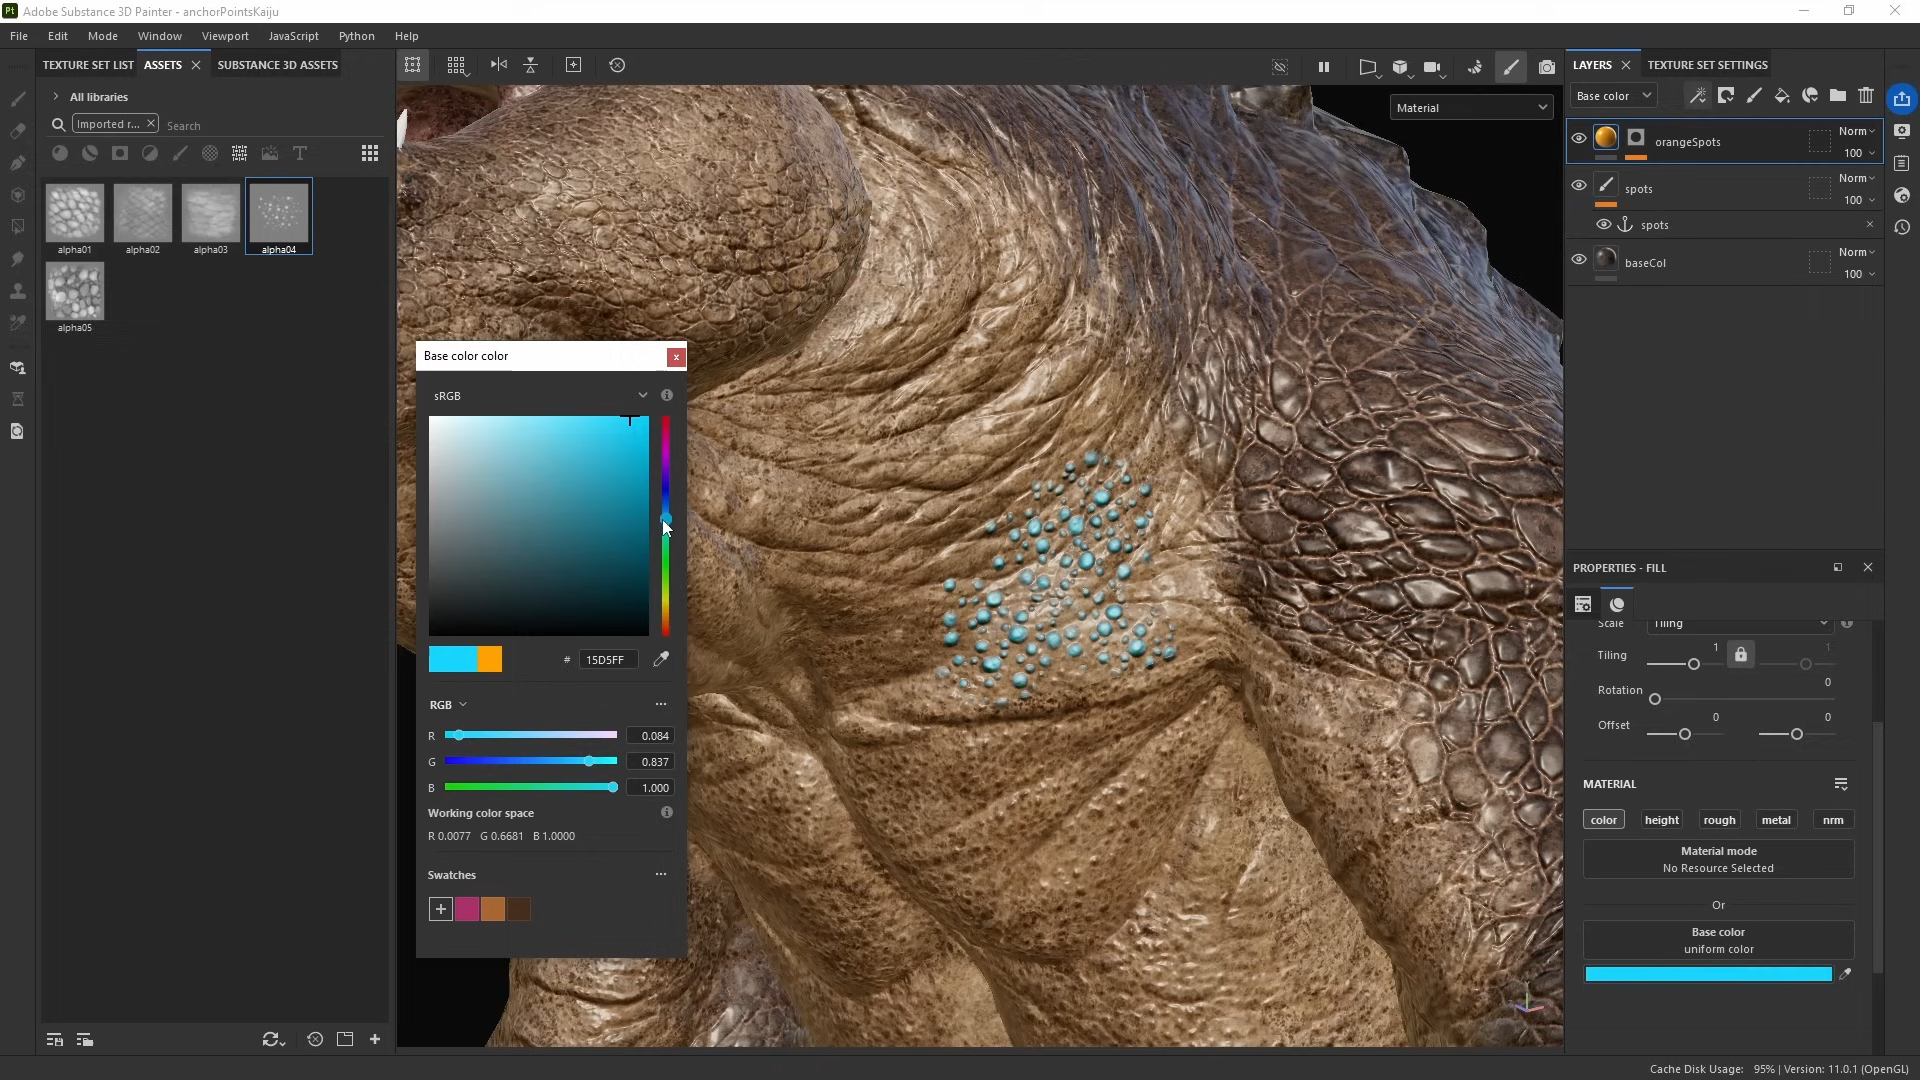 Pt Adobe Substance 3D Painter - anchorPointsKaiju
File Edit Mode Window Viewport JavaScript Python Help
TEXTURE SET LIST ASSETS SUBSTANCE 3D ASSETS
LAYERS TEXTURE SET SETTINGS
All libraries
Imported r... Search
alpha01 alpha02 alpha03 alpha04
alpha05
Material
Base color
orangeSpots Norm 100
spots Norm 100
spots
baseCol Norm 100
Base color color
sRGB
# 15D5FF
RGB
R 0.084
G 0.837
B 1.000
Working color space
R 0.0077 G 0.6681 B 1.0000
Swatches
PROPERTIES - FILL
Scale Tiling
Tiling 1 1
Rotation 0
Offset 0 0
MATERIAL
color height rough metal nrm
Material mode
No Resource Selected
Or
Base color
uniform color
Cache Disk Usage: 95% | Version: 11.0.1 (OpenGL)